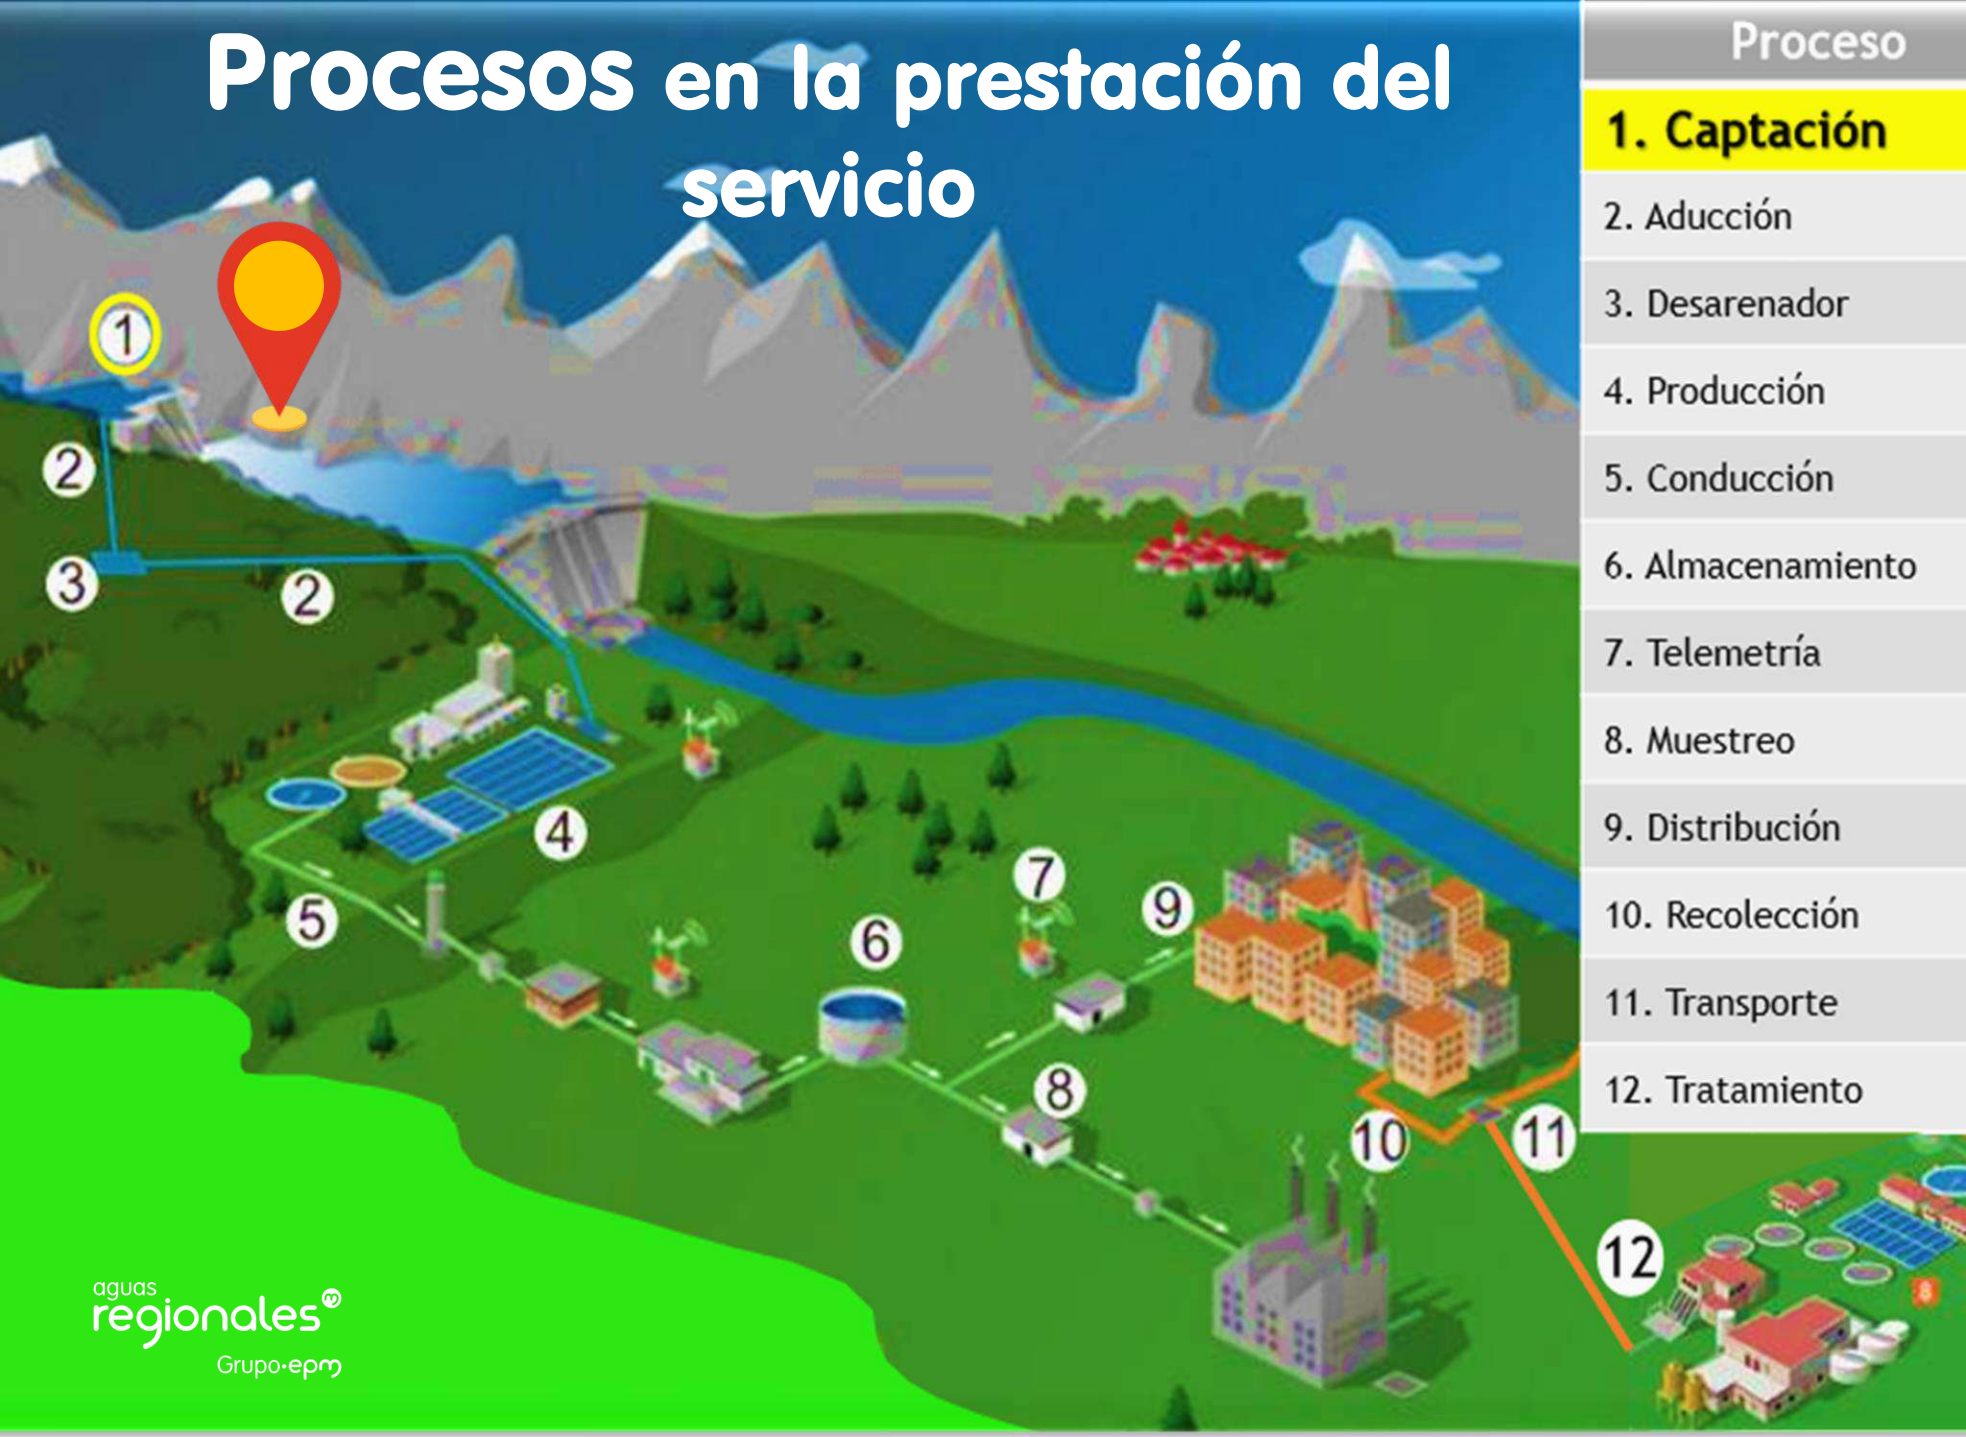 Procesos en la prestación del
servicio
Proceso
1. Captación
2. Aducción
3. Desarenador
4. Producción
5. Conducción
6. Almacenamiento
7. Telemetría
8. Muestreo
9. Distribución
10. Recolección
11. Transporte
12. Tratamiento
1
2
3
2
4
5
6
7
9
8
10
11
12
8
aguas
regionales
Grupo·epm